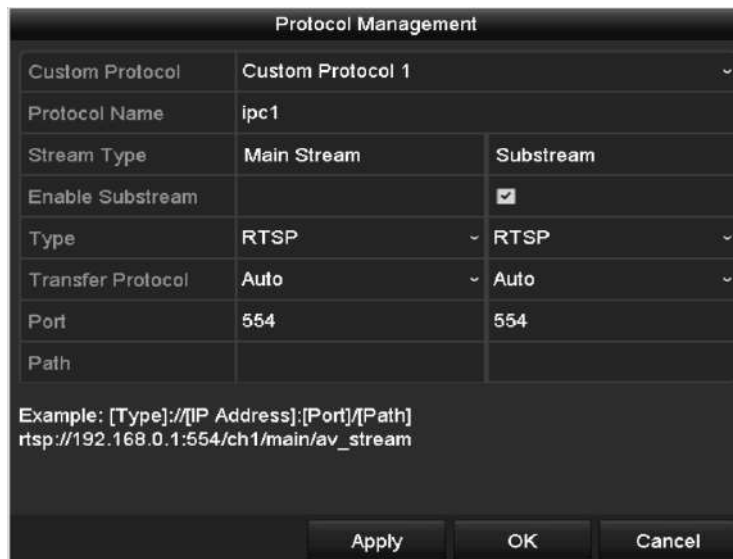 Protocol Management
Custom Protocol Custom Protocol 1
Protocol Name ipc1
Stream Type Main Stream Substream
Enable Substream
Type RTSP RTSP
Transfer Protocol Auto Auto
Port 554 554
Path
Example: [Type]://[IP Address]:[Port]/[Path]
rtsp://192.168.0.1:554/ch1/main/av_stream
Apply OK Cancel